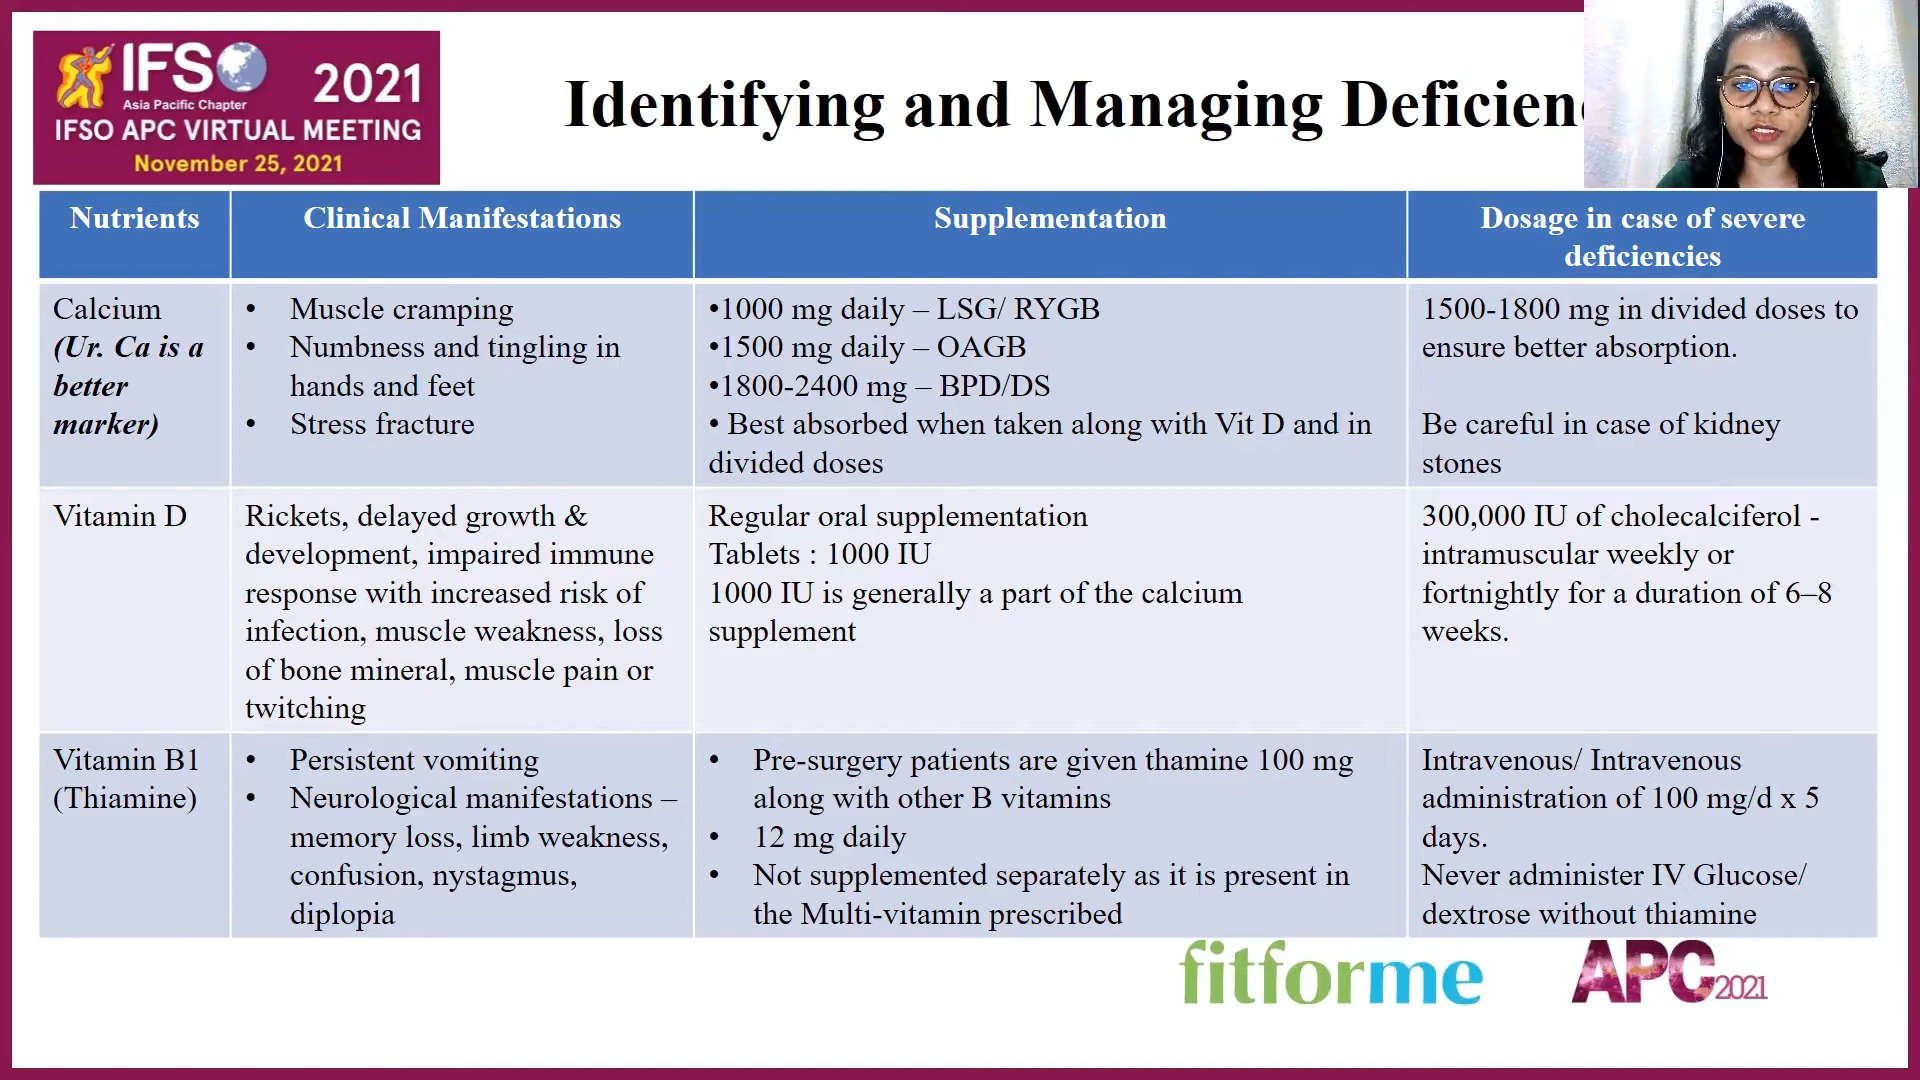 IFSO
Asia Pacific Chapter
2021
IFSO APC VIRTUAL MEETING
November 25, 2021
Identifying and Managing Deficien
Nutrients
Clinical Manifestations
Supplementation
Dosage in case of severe
deficiencies
Calcium
(Ur. Ca is a
better
marker)
• Muscle cramping
• Numbness and tingling in
hands and feet
• Stress fracture
•1000 mg daily – LSG/ RYGB
•1500 mg daily – OAGB
•1800-2400 mg – BPD/DS
• Best absorbed when taken along with Vit D and in
divided doses
1500-1800 mg in divided doses to
ensure better absorption.
Be careful in case of kidney
stones
Vitamin D
Rickets, delayed growth &
development, impaired immune
response with increased risk of
infection, muscle weakness, loss
of bone mineral, muscle pain or
twitching
Regular oral supplementation
Tablets : 1000 IU
1000 IU is generally a part of the calcium
supplement
300,000 IU of cholecalciferol -
intramuscular weekly or
fortnightly for a duration of 6–8
weeks.
Vitamin B1
(Thiamine)
• Persistent vomiting
• Neurological manifestations –
memory loss, limb weakness,
confusion, nystagmus,
diplopia
• Pre-surgery patients are given thamine 100 mg
along with other B vitamins
• 12 mg daily
• Not supplemented separately as it is present in
the Multi-vitamin prescribed
Intravenous/ Intravenous
administration of 100 mg/d x 5
days.
Never administer IV Glucose/
dextrose without thiamine
fitforme
APC 2021